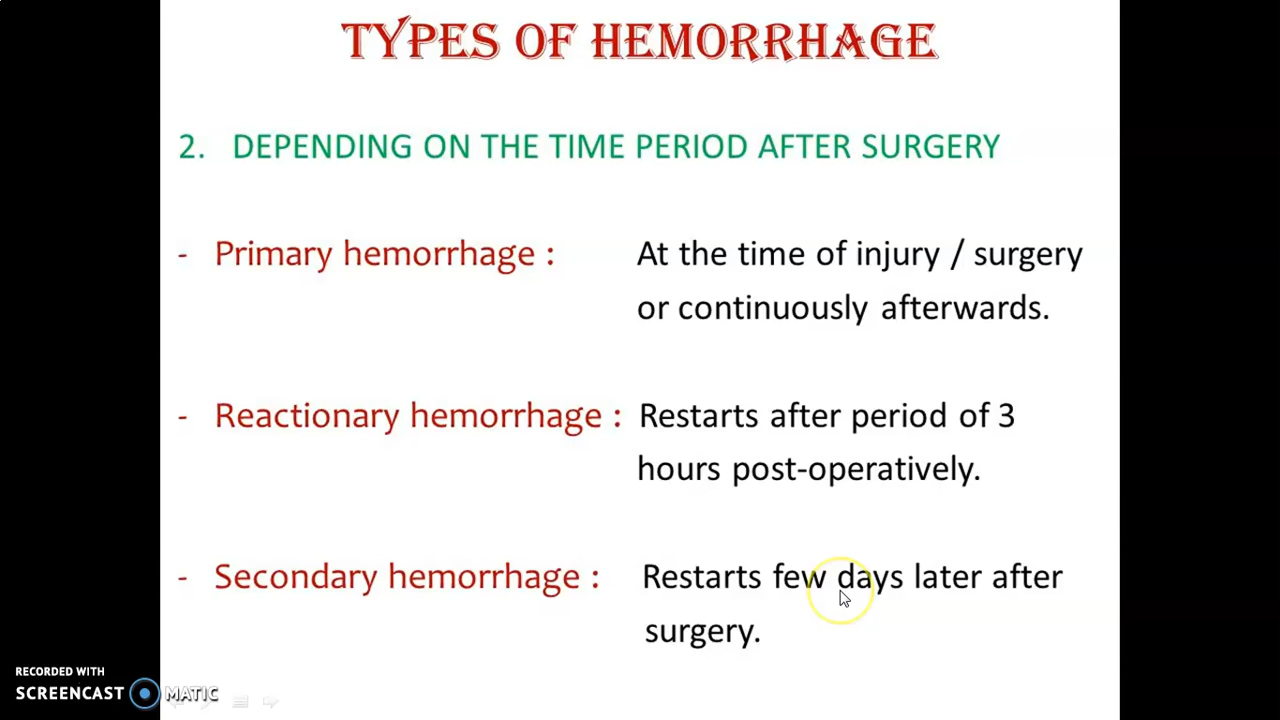 TYPES OF HEMORRHAGE
2. DEPENDING ON THE TIME PERIOD AFTER SURGERY
- Primary hemorrhage : At the time of injury / surgery
or continuously afterwards.
- Reactionary hemorrhage : Restarts after period of 3
hours post-operatively.
- Secondary hemorrhage : Restarts few days later after
surgery.
RECORDED WITH
SCREENCAST MATIC